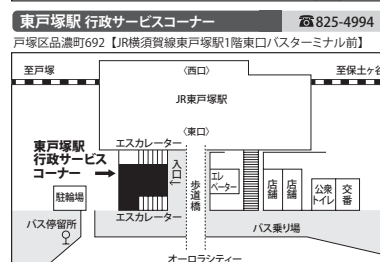 東戸塚駅 行政サービスコーナー ☎825-4994
戸塚区品濃町692【JR横須賀線東戸塚駅1階東口バスターミナル前】
至戸塚 〈西口〉 至保土ヶ谷
JR東戸塚駅
〈東口〉
東戸塚駅
行政サービス
コーナー
エスカレーター
入口
←
歩道橋
エレ
ベーター
店舗
店舗
公衆
トイレ
交番
駐輪場
エスカレーター
バス停留所
バス乗り場
オーロラシティー